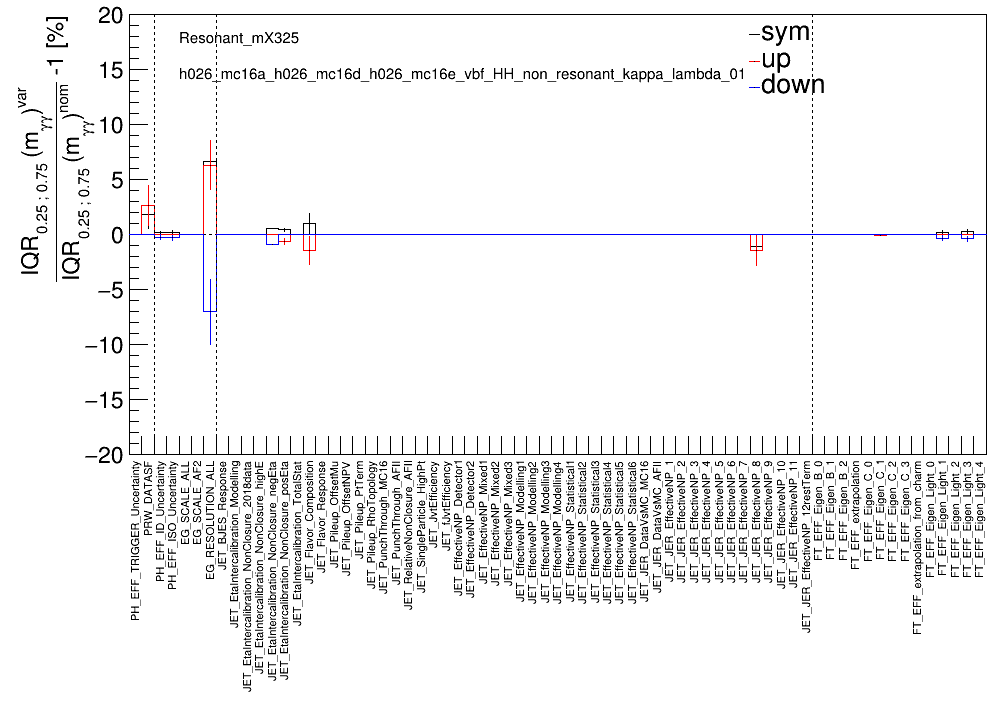 IQR0.25 ; 0.75 (mγγ)var
IQR0.25 ; 0.75 (mγγ)nom -1 [%]
20
15
10
5
0
−5
−10
−15
−20
Resonant_mX325
h026_mc16a_h026_mc16d_h026_mc16e_vbf_HH_non_resonant_kappa_lambda_01
sym
up
down
PH_EFF_TRIGGER_Uncertainty
PRW_DATASF
PH_EFF_ID_Uncertainty
PH_EFF_ISO_Uncertainty
EG_SCALE_ALL
EG_SCALE_AF2
EG_RESOLUTION_ALL
JET_BJES_Response
JET_EtaIntercalibration_Modelling
JET_EtaIntercalibration_NonClosure_2018data
JET_EtaIntercalibration_NonClosure_highE
JET_EtaIntercalibration_NonClosure_negEta
JET_EtaIntercalibration_NonClosure_posEta
JET_EtaIntercalibration_TotalStat
JET_Flavor_Composition
JET_Flavor_Response
JET_Pileup_OffsetMu
JET_Pileup_OffsetNPV
JET_Pileup_PtTerm
JET_Pileup_RhoTopology
JET_PunchThrough_MC16
JET_PunchThrough_AFII
JET_RelativeNonClosure_AFII
JET_SingleParticle_HighPt
JET_JvtEfficiency
JET_fJvtEfficiency
JET_EffectiveNP_Detector1
JET_EffectiveNP_Detector2
JET_EffectiveNP_Mixed1
JET_EffectiveNP_Mixed2
JET_EffectiveNP_Mixed3
JET_EffectiveNP_Modelling1
JET_EffectiveNP_Modelling2
JET_EffectiveNP_Modelling3
JET_EffectiveNP_Modelling4
JET_EffectiveNP_Statistical1
JET_EffectiveNP_Statistical2
JET_EffectiveNP_Statistical3
JET_EffectiveNP_Statistical4
JET_EffectiveNP_Statistical5
JET_EffectiveNP_Statistical6
JET_JER_DataVsMC_MC16
JET_JER_DataVsMC_AFII
JET_JER_EffectiveNP_1
JET_JER_EffectiveNP_2
JET_JER_EffectiveNP_3
JET_JER_EffectiveNP_4
JET_JER_EffectiveNP_5
JET_JER_EffectiveNP_6
JET_JER_EffectiveNP_7
JET_JER_EffectiveNP_8
JET_JER_EffectiveNP_9
JET_JER_EffectiveNP_10
JET_JER_EffectiveNP_11
JET_JER_EffectiveNP_12restTerm
FT_EFF_Eigen_B_0
FT_EFF_Eigen_B_1
FT_EFF_Eigen_B_2
FT_EFF_extrapolation
FT_EFF_Eigen_C_0
FT_EFF_Eigen_C_1
FT_EFF_Eigen_C_2
FT_EFF_Eigen_C_3
FT_EFF_extrapolation_from_charm
FT_EFF_Eigen_Light_0
FT_EFF_Eigen_Light_1
FT_EFF_Eigen_Light_2
FT_EFF_Eigen_Light_3
FT_EFF_Eigen_Light_4